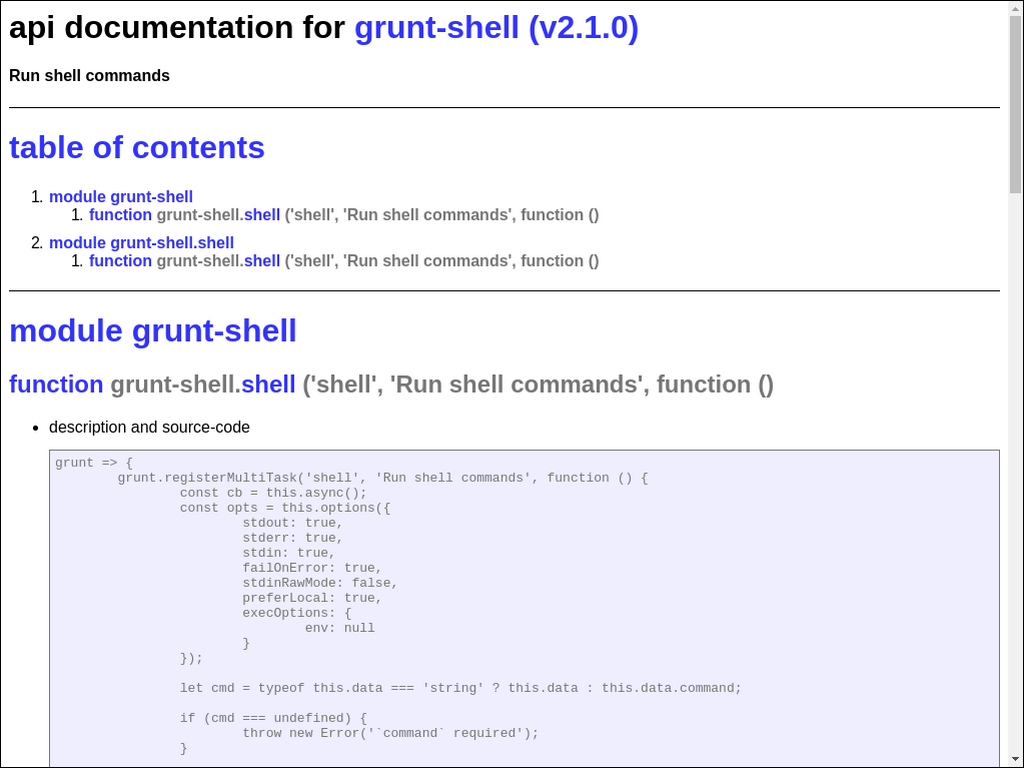 api documentation for grunt-shell (v2.1.0)
Run shell commands
table of contents
1. module grunt-shell
1. function grunt-shell.shell ('shell', 'Run shell commands', function ()
2. module grunt-shell.shell
1. function grunt-shell.shell ('shell', 'Run shell commands', function ()
module grunt-shell
function grunt-shell.shell ('shell', 'Run shell commands', function ()
• description and source-code
grunt => {
        grunt.registerMultiTask('shell', 'Run shell commands', function () {
                const cb = this.async();
                const opts = this.options({
                        stdout: true,
                        stderr: true,
                        stdin: true,
                        failOnError: true,
                        stdinRawMode: false,
                        preferLocal: true,
                        execOptions: {
                                env: null
                        }
                });
                let cmd = typeof this.data === 'string' ? this.data : this.data.command;
                if (cmd === undefined) {
                        throw new Error('`command` required');
                }